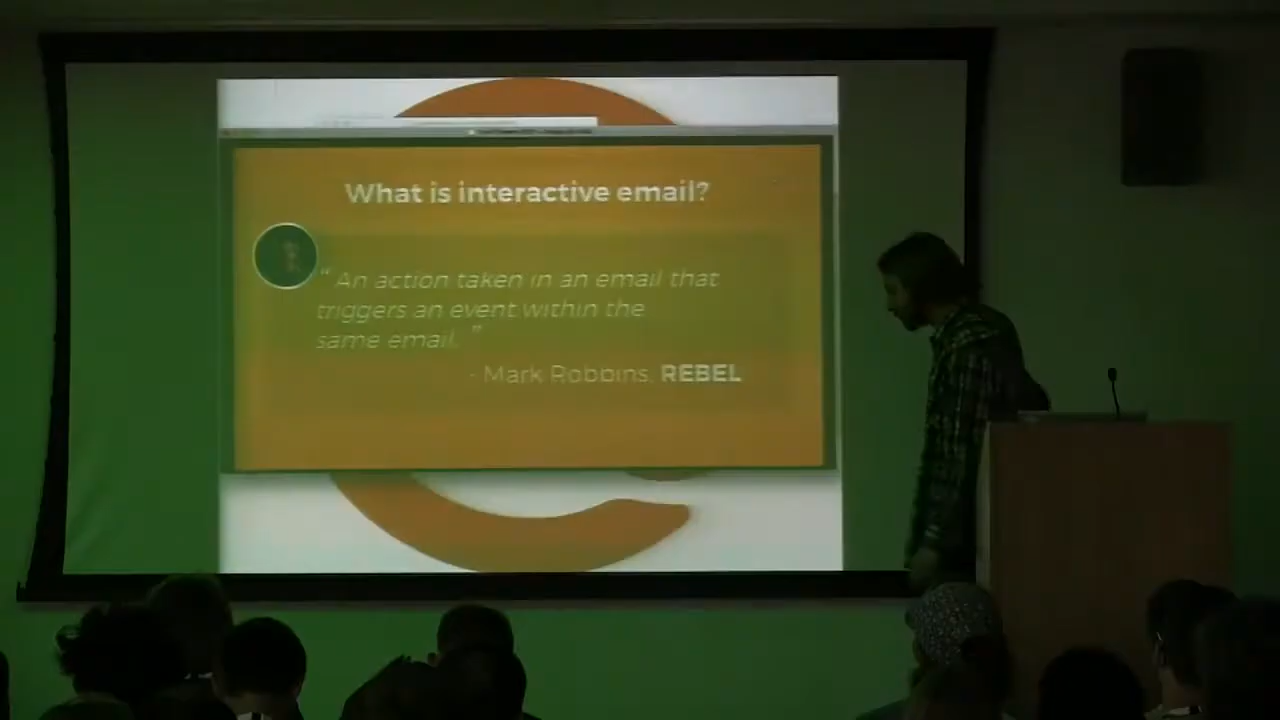 What is interactive email?
“ An action taken in an email that
triggers an event within the
same email. ”
- Mark Robbins, REBEL